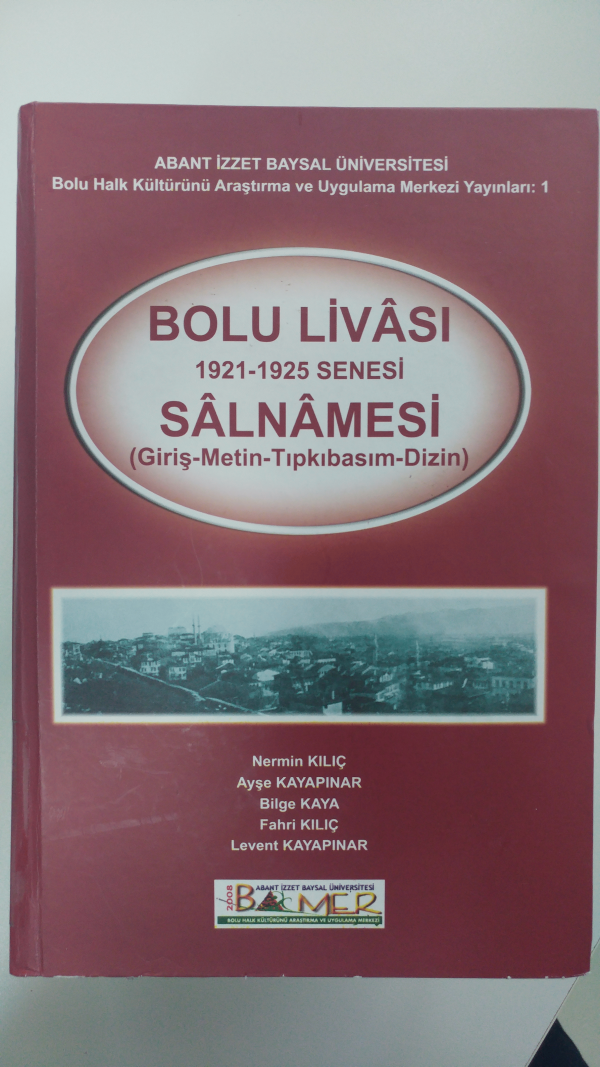 ABANT İZZET BAYSAL ÜNİVERSİTESİ
Bolu Halk Kültürünü Araştırma ve Uygulama Merkezi Yayınları: 1
BOLU LİVÂSI
1921-1925 SENESİ
SÂLNÂMESİ
(Giriş-Metin-Tıpkıbasım-Dizin)
Nermin KILIÇ
Ayşe KAYAPINAR
Bilge KAYA
Fahri KILIÇ
Levent KAYAPINAR
2008
ABANT İZZET BAYSAL ÜNİVERSİTESİ
BAMER
BOLU HALK KÜLTÜRÜNÜ ARAŞTIRMA VE UYGULAMA MERKEZİ